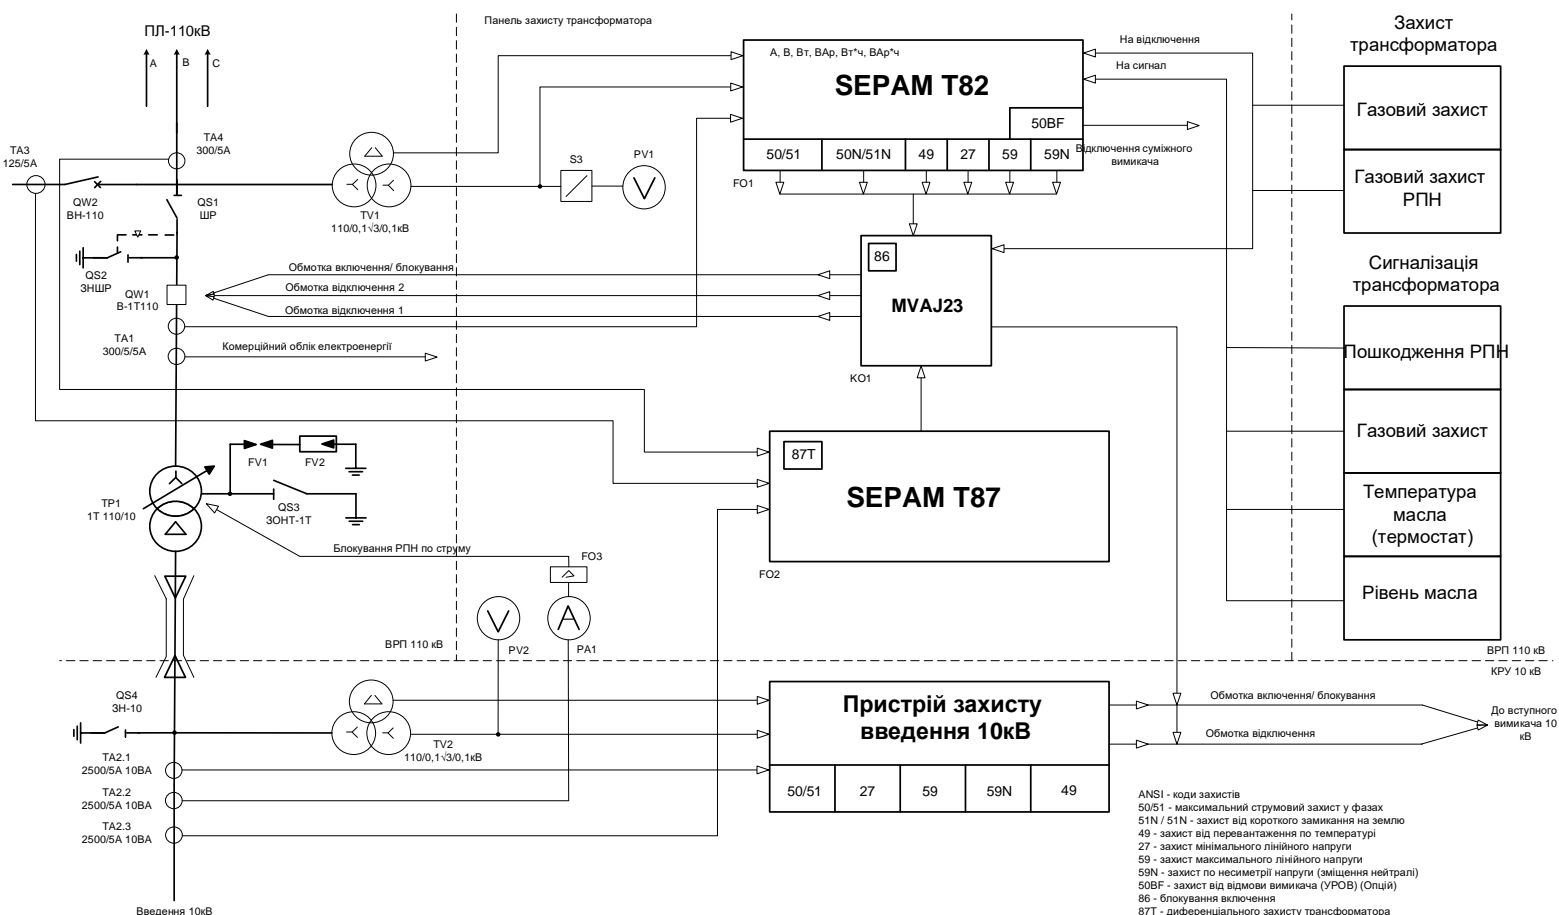 ПЛ-110кВ
A
B
C
TA3
125/5A
TA4
300/5A
QW2
ВН-110
QS1
ШР
QS2
ЗНШР
QW1
В-1Т110
TA1
300/5/5A
Комерційний облік електроенергії
TV1
110/0,1√3/0,1кВ
S3
PV1
Панель захисту трансформатора
А, В, Вт, ВАр, Вт*ч, ВАр*ч
SEPAM T82
50BF
50/51
50N/51N
49
27
59
59N
FO1
На відключення
На сигнал
Відключення суміжного
вимикача
Обмотка включення/ блокування
Обмотка відключення 2
Обмотка відключення 1
86
MVAJ23
KO1
87T
SEPAM T87
FO2
Захист
трансформатора
Газовий захист
Газовий захист
РПН
Сигналізація
трансформатора
Пошкодження РПН
Газовий захист
Температура
масла
(термостат)
Рівень масла
FV1
FV2
QS3
ЗОНТ-1Т
TP1
1Т 110/10
Блокування РПН по струму
FO3
V
PV2
A
PA1
V
ВРП 110 кВ
ВРП 110 кВ
КРУ 10 кВ
QS4
ЗН-10
TV2
110/0,1√3/0,1кВ
TA2.1
2500/5A 10ВА
TA2.2
2500/5A 10ВА
TA2.3
2500/5A 10ВА
Введення 10кВ
Пристрій захисту
введення 10кВ
50/51
27
59
59N
49
Обмотка включення/ блокування
Обмотка відключення
До вступного
вимикача 10
кВ
ANSI - коди захистів
50/51 - максимальний струмовий захист у фазах
51N / 51N - захист від короткого замикання на землю
49 - захист від перевантаження по температурі
27 - захист мінімального лінійного напруги
59 - захист максимального лінійного напруги
59N - захист по несиметрії напруги (зміщення нейтралі)
50BF - захист від відмови вимикача (УРОВ) (Опцій)
86 - блокування включення
87T - диференціального захисту трансформатора